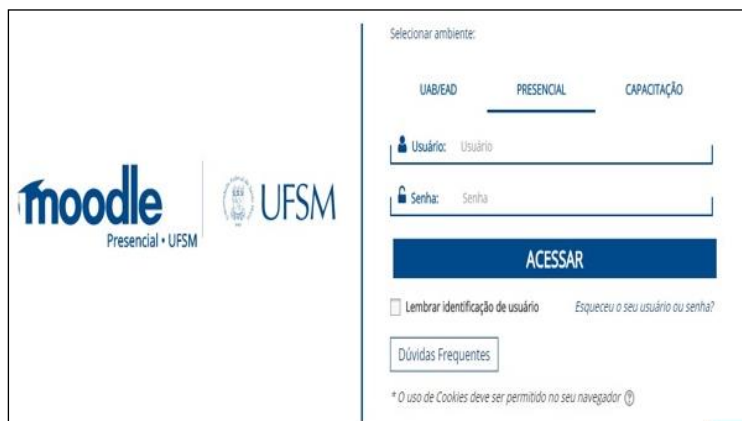 moodle
Presencial • UFSM
UFSM
Selecionar ambiente:
UAB/EAD PRESENCIAL CAPACITAÇÃO
Usuário: Usuário
Senha: Senha
ACESSAR
Lembrar identificação de usuário Esqueceu o seu usuário ou senha?
Dúvidas Frequentes
* O uso de Cookies deve ser permitido no seu navegador ?